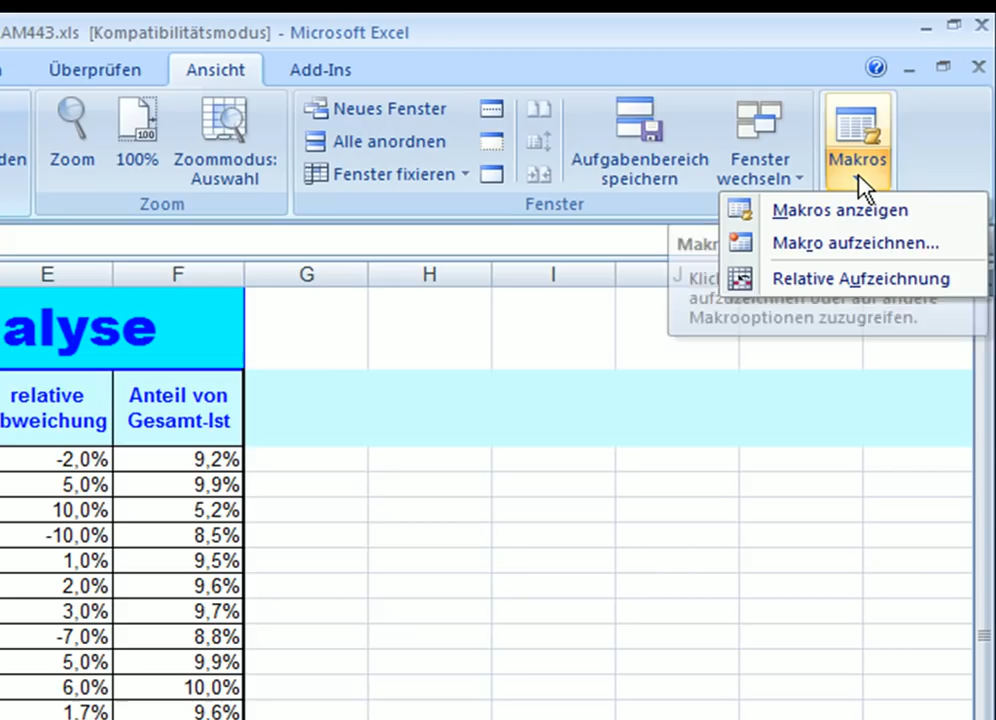 AM443.xls [Kompatibilitätsmodus] - Microsoft Excel
Überprüfen Ansicht Add-Ins
Neues Fenster
Alle anordnen
Fenster fixieren
den Zoom 100% Zoommodus: Auswahl
100
Aufgabenbereich speichern
Fenster wechseln
Makros
Zoom Fenster
Makros anzeigen
Makro aufzeichnen...
Relative Aufzeichnung
Makr
Klic
aufzuzeichnen oder auf andere
Makrooptionen zuzugreifen.
E F G H I J
alyse
relative Anteil von
bweichung Gesamt-Ist
-2,0% 9,2%
5,0% 9,9%
10,0% 5,2%
-10,0% 8,5%
1,0% 9,5%
2,0% 9,6%
3,0% 9,7%
-7,0% 8,8%
5,0% 9,9%
6,0% 10,0%
1,7% 9,6%